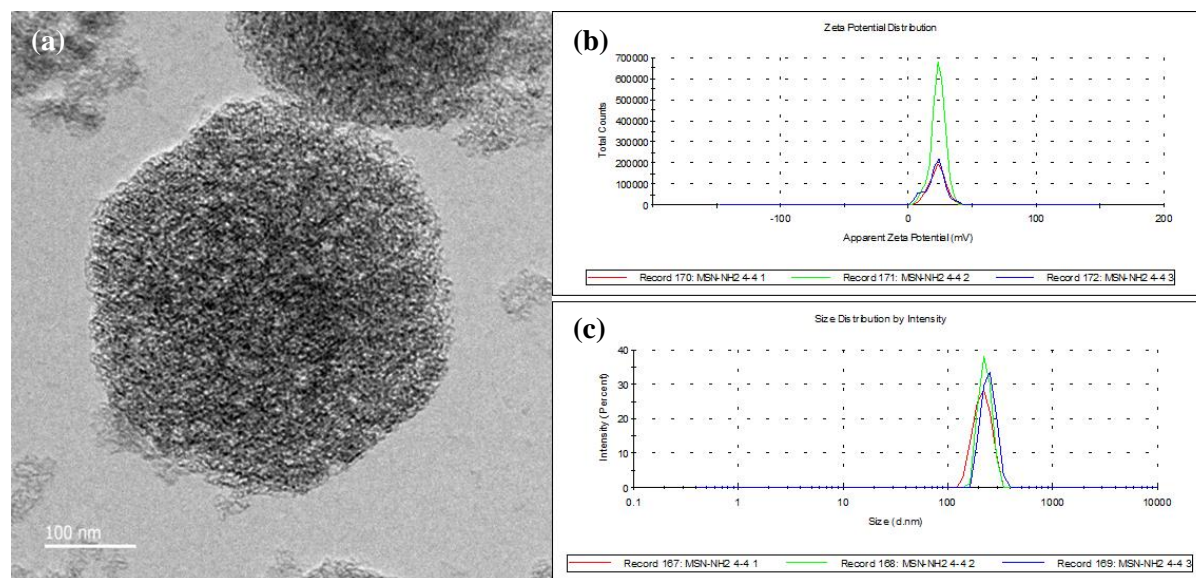 (a)
100 nm
(b)
Zeta Potential Distribution
700000
600000
500000
400000
300000
200000
100000
0
Total Counts
-100 0 100 200
Apparent Zeta Potential (mV)
Record 170: MSN-NH2 4-4 1 Record 171: MSN-NH2 4-4 2 Record 172: MSN-NH2 4-4 3
(c)
Size Distribution by Intensity
40
30
20
10
0
Intensity (Percent)
0.1 1 10 100 1000 10000
Size (d.nm)
Record 167: MSN-NH2 4-4 1 Record 168: MSN-NH2 4-4 2 Record 169: MSN-NH2 4-4 3